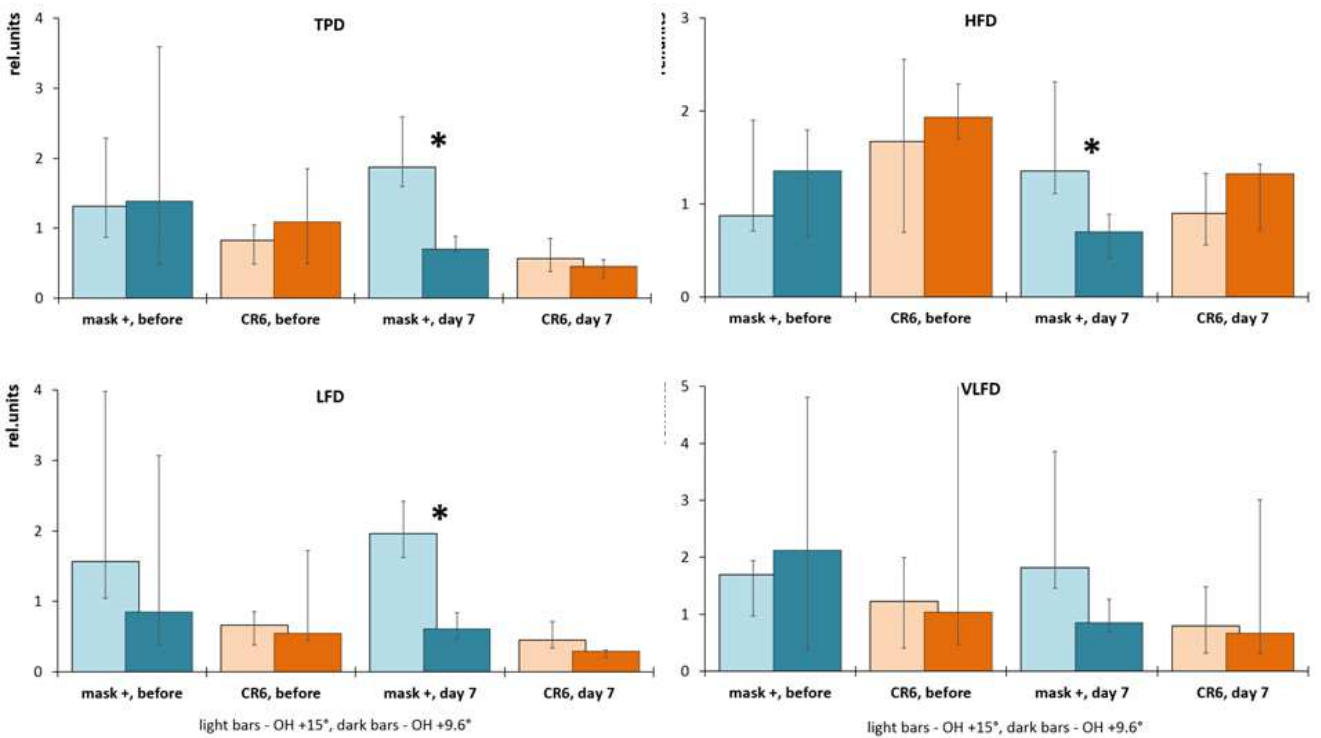 TPD
rel.units
4
3
2
1
0
*
mask +, before CR6, before mask +, day 7 CR6, day 7
HFD
3
2
1
0
*
mask +, before CR6, before mask +, day 7 CR6, day 7
LFD
rel.units
4
3
2
1
0
*
mask +, before CR6, before mask +, day 7 CR6, day 7
light bars - OH +15°, dark bars - OH +9.6°
VLFD
5
4
3
2
1
0
mask +, before CR6, before mask +, day 7 CR6, day 7
light bars - OH +15°, dark bars - OH +9.6°